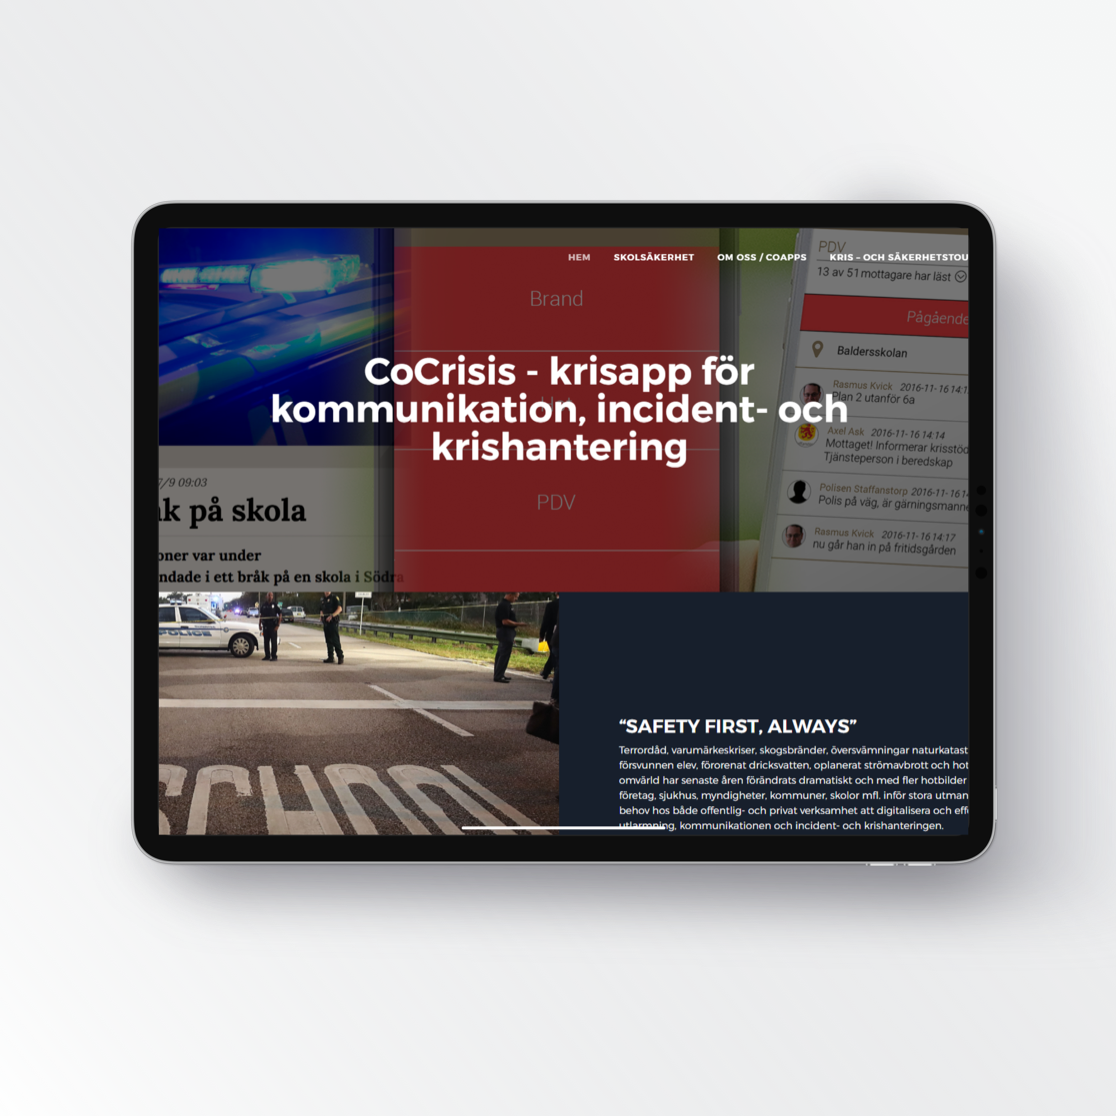 HEM SKOLSÄKERHET OM OSS / COAPPS KRIS – OCH SÄKERHETSTOU
PDV
13 av 51 mottagare har läst
Brand
Pågående
Baldersskolan
CoCrisis - krisapp för
kommunikation, incident- och
krishantering
Rasmus Kvick 2016-11-16 14:1
Plan 2 utanför 6a
Axel Ask 2016-11-16 14:14
Mottaget! Informerar krisstöd
Tjänsteperson i beredskap
7/9 09:03
åk på skola
PDV
Polisen Staffanstorp 2016-11-16 1
Polis på väg, är gärningsmanne
Rasmus Kvick 2016-11-16 14:17
nu går han in på fritidsgården
oner var under
ndade i ett bråk på en skola i Södra
POLICE
SCHOOL
“SAFETY FIRST, ALWAYS”
Terrordåd, varumärkeskriser, skogsbränder, översvämningar naturkatast
försvunnen elev, förorenat dricksvatten, oplanerat strömavbrott och hot
omvärld har senaste åren förändrats dramatiskt och med fler hotbilder
företag, sjukhus, myndigheter, kommuner, skolor mfl. inför stora utman
behov hos både offentlig- och privat verksamhet att digitalisera och eff
utlarmning, kommunikationen och incident- och krishanteringen.